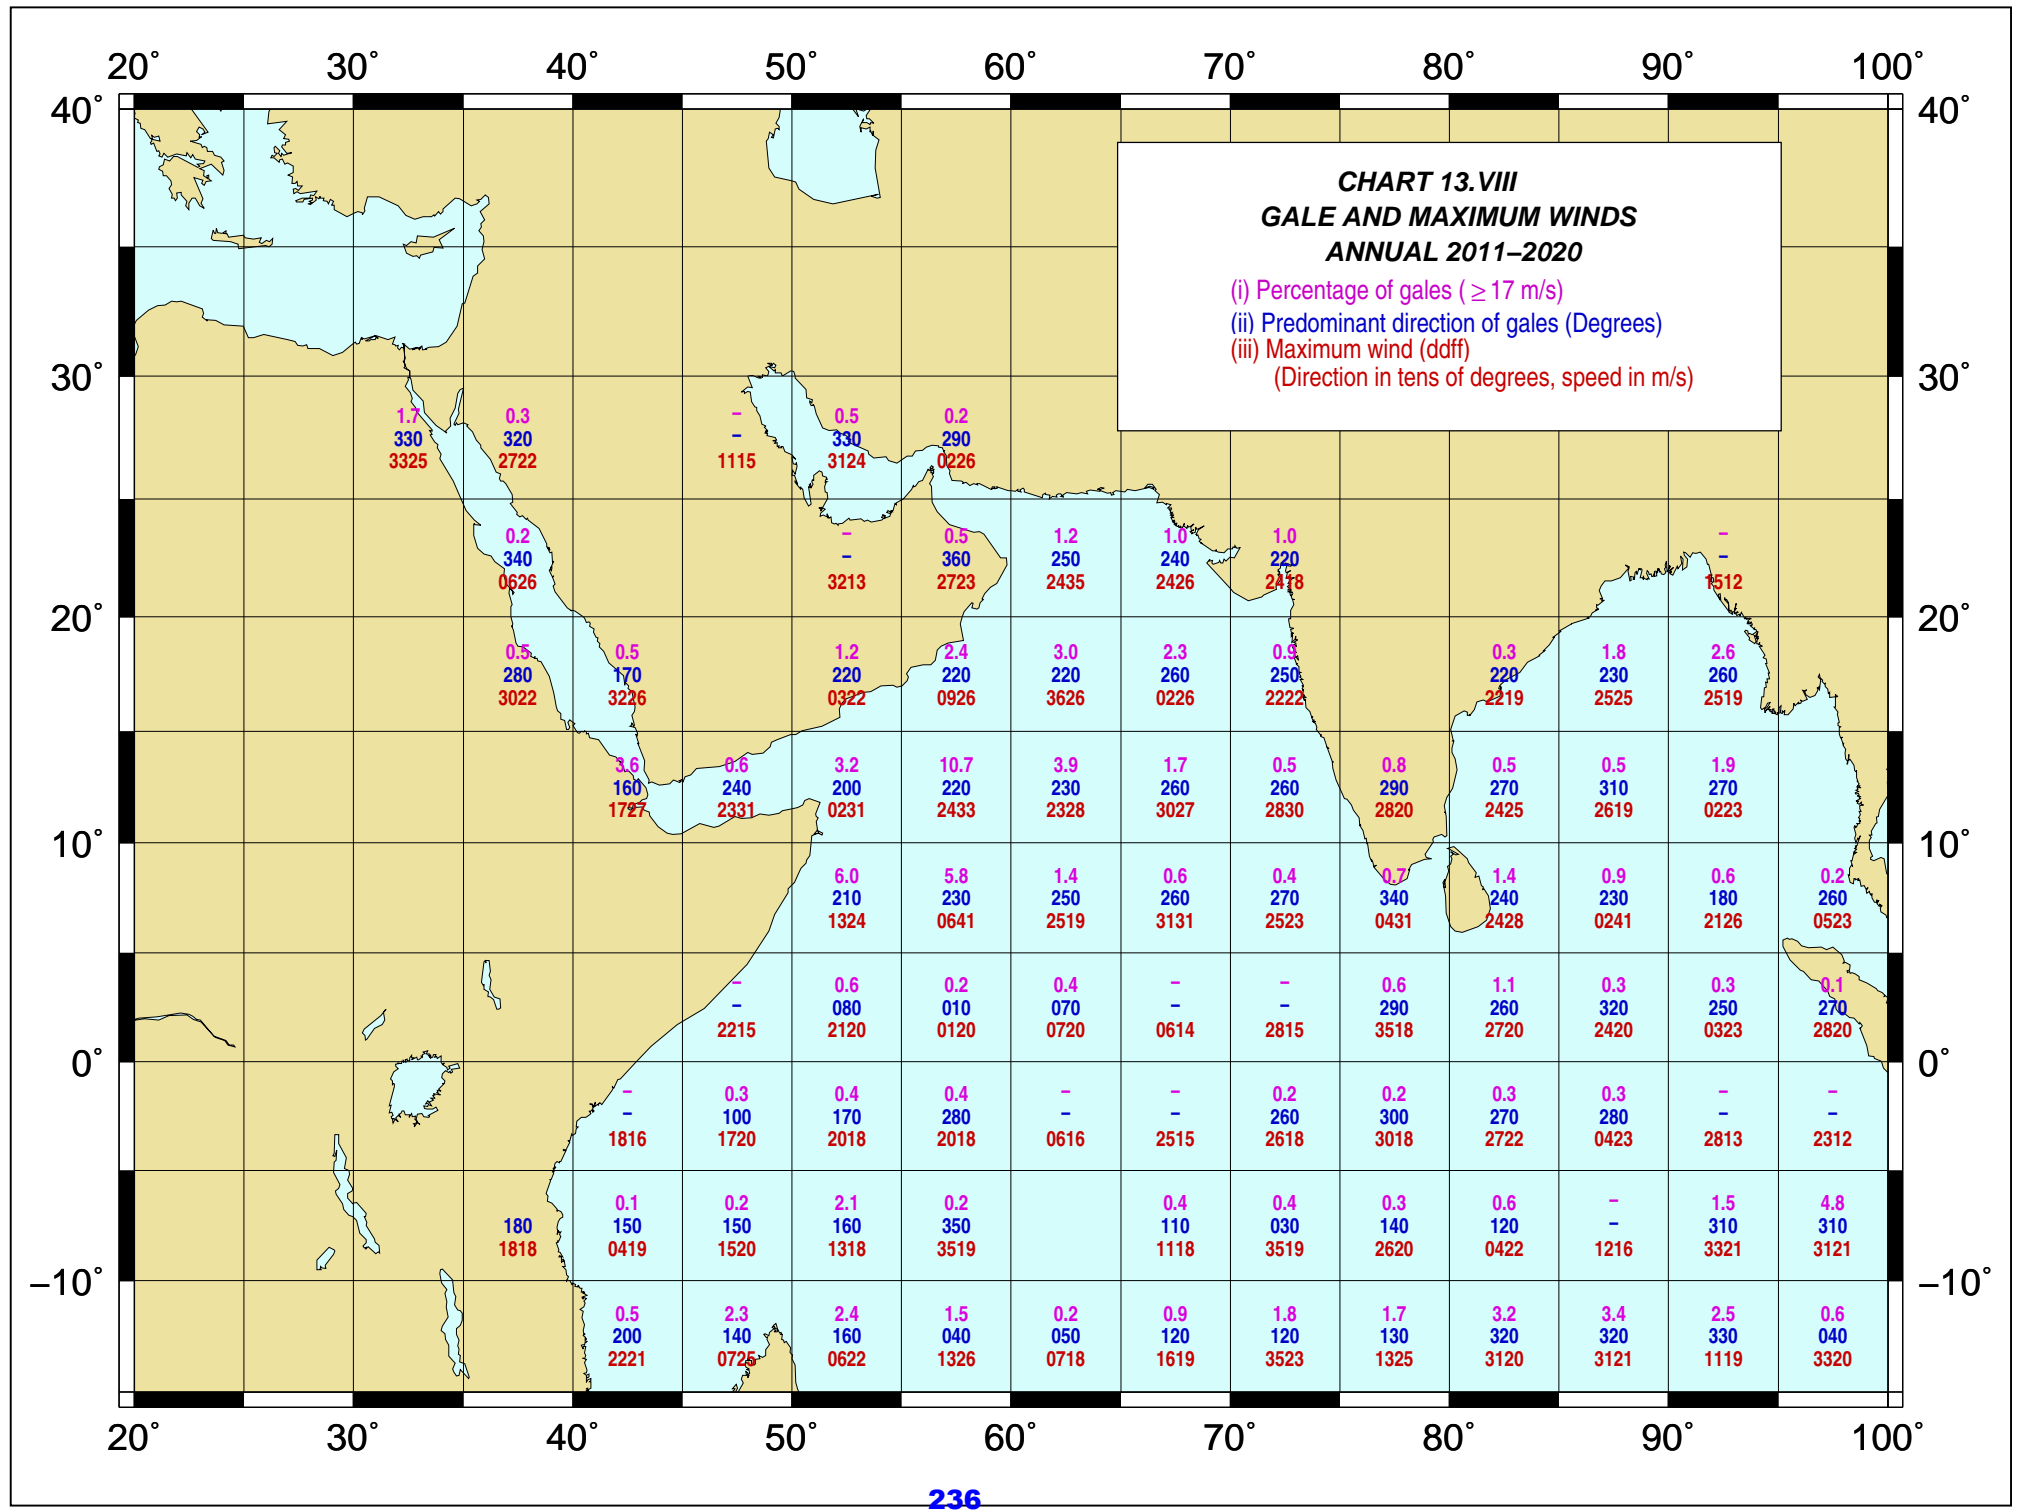 20° 30° 40° 50° 60° 70° 80° 90° 100°
40° 40°
CHART 13.VIII
GALE AND MAXIMUM WINDS
ANNUAL 2011–2020
(i) Percentage of gales ( ≥ 17 m/s)
(ii) Predominant direction of gales (Degrees)
(iii) Maximum wind (ddff)
(Direction in tens of degrees, speed in m/s)
30° 30°
1.7 0.3 – 0.5 0.2
330 320 – 330 290
3325 2722 1115 3124 0226
0.2 – 0.5 1.2 1.0 1.0 –
340 – 360 250 240 220 –
0626 3213 2723 2435 2426 2418 1512
20° 20°
0.5 0.5 1.2 2.4 3.0 2.3 0.9 0.3 1.8 2.6
280 170 220 220 220 260 250 220 230 260
3022 3226 0322 0926 3626 0226 2222 2219 2525 2519
3.6 0.6 3.2 10.7 3.9 1.7 0.5 0.8 0.5 0.5 1.9
160 240 200 220 230 260 260 290 270 310 270
1727 2331 0231 2433 2328 3027 2830 2820 2425 2619 0223
10° 10°
6.0 5.8 1.4 0.6 0.4 0.7 1.4 0.9 0.6 0.2
210 230 250 260 270 340 240 230 180 260
1324 0641 2519 3131 2523 0431 2428 0241 2126 0523
– 0.6 0.2 0.4 – – 0.6 1.1 0.3 0.3 0.1
– 080 010 070 – – 290 260 320 250 270
2215 2120 0120 0720 0614 2815 3518 2720 2420 0323 2820
0° 0°
– 0.3 0.4 0.4 – – 0.2 0.2 0.3 0.3 – –
– 100 170 280 – – 260 300 270 280 – –
1816 1720 2018 2018 0616 2515 2618 3018 2722 0423 2813 2312
0.1 0.2 2.1 0.2 0.4 0.4 0.3 0.6 – 1.5 4.8
180 150 150 160 350 110 030 140 120 – 310 310
1818 0419 1520 1318 3519 1118 3519 2620 0422 1216 3321 3121
–10° –10°
0.5 2.3 2.4 1.5 0.2 0.9 1.8 1.7 3.2 3.4 2.5 0.6
200 140 160 040 050 120 120 130 320 320 330 040
2221 0725 0622 1326 0718 1619 3523 1325 3120 3121 1119 3320
20° 30° 40° 50° 60° 70° 80° 90° 100°
236